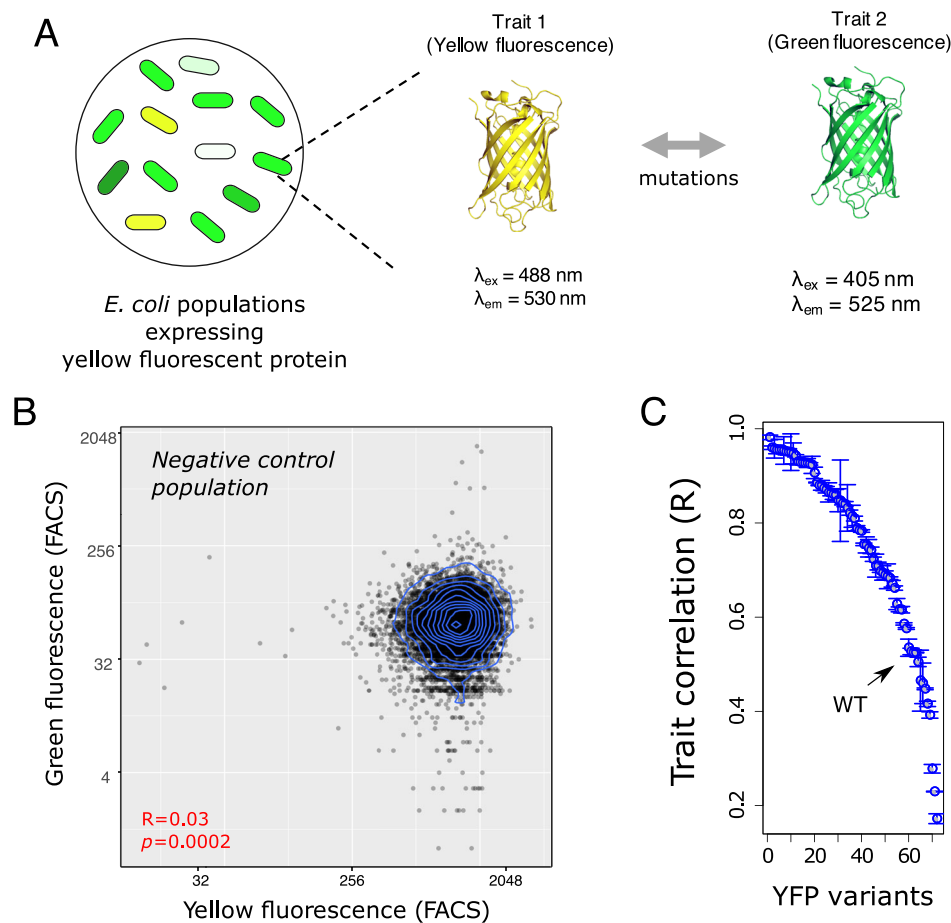 A
Trait 1
(Yellow fluorescence)
Trait 2
(Green fluorescence)
mutations
λex = 488 nm
λem = 530 nm
λex = 405 nm
λem = 525 nm
E. coli populations
expressing
yellow fluorescent protein
B
Negative control
population
2048
256
32
4
Green fluorescence (FACS)
R=0.03
p=0.0002
32
256
2048
Yellow fluorescence (FACS)
C
1.0
0.8
0.6
0.4
0.2
Trait correlation (R)
WT
0
20
40
60
YFP variants